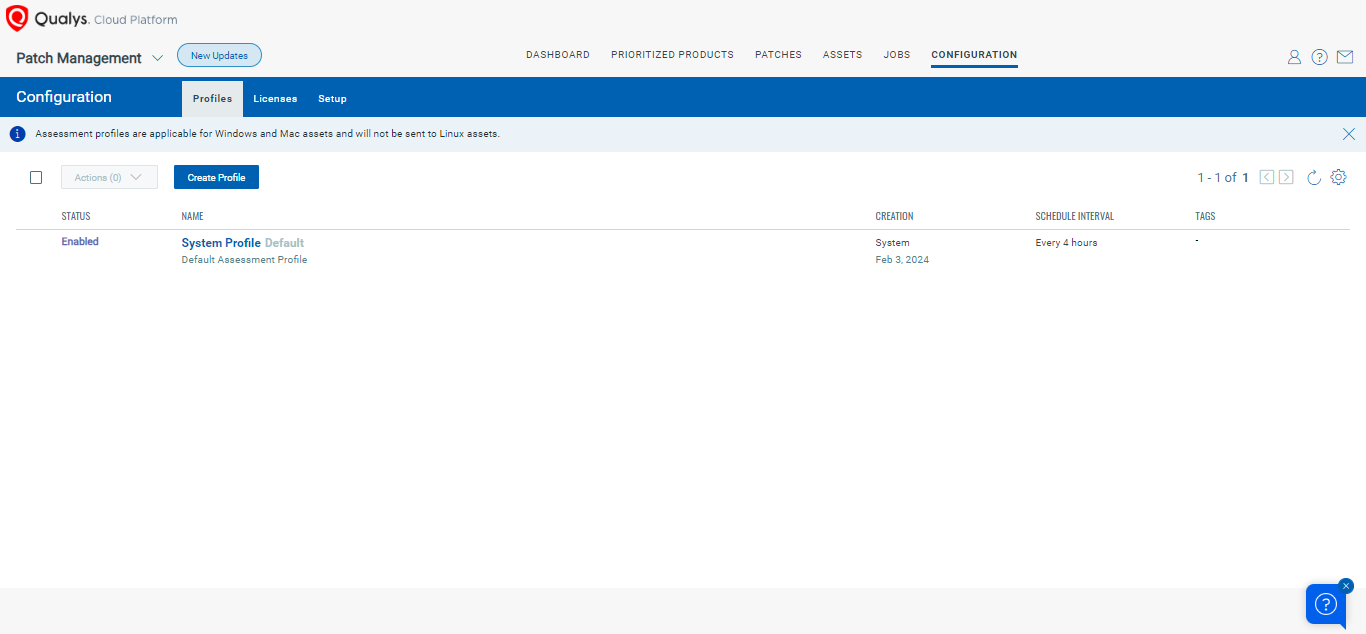 Qualys. Cloud Platform
Patch Management
New Updates
DASHBOARD PRIORITIZED PRODUCTS PATCHES ASSETS JOBS CONFIGURATION
Configuration
Profiles Licenses Setup
Assessment profiles are applicable for Windows and Mac assets and will not be sent to Linux assets.
Actions (0)
Create Profile
1 - 1 of 1
STATUS NAME CREATION SCHEDULE INTERVAL TAGS
Enabled System Profile Default System Every 4 hours -
Default Assessment Profile Feb 3, 2024